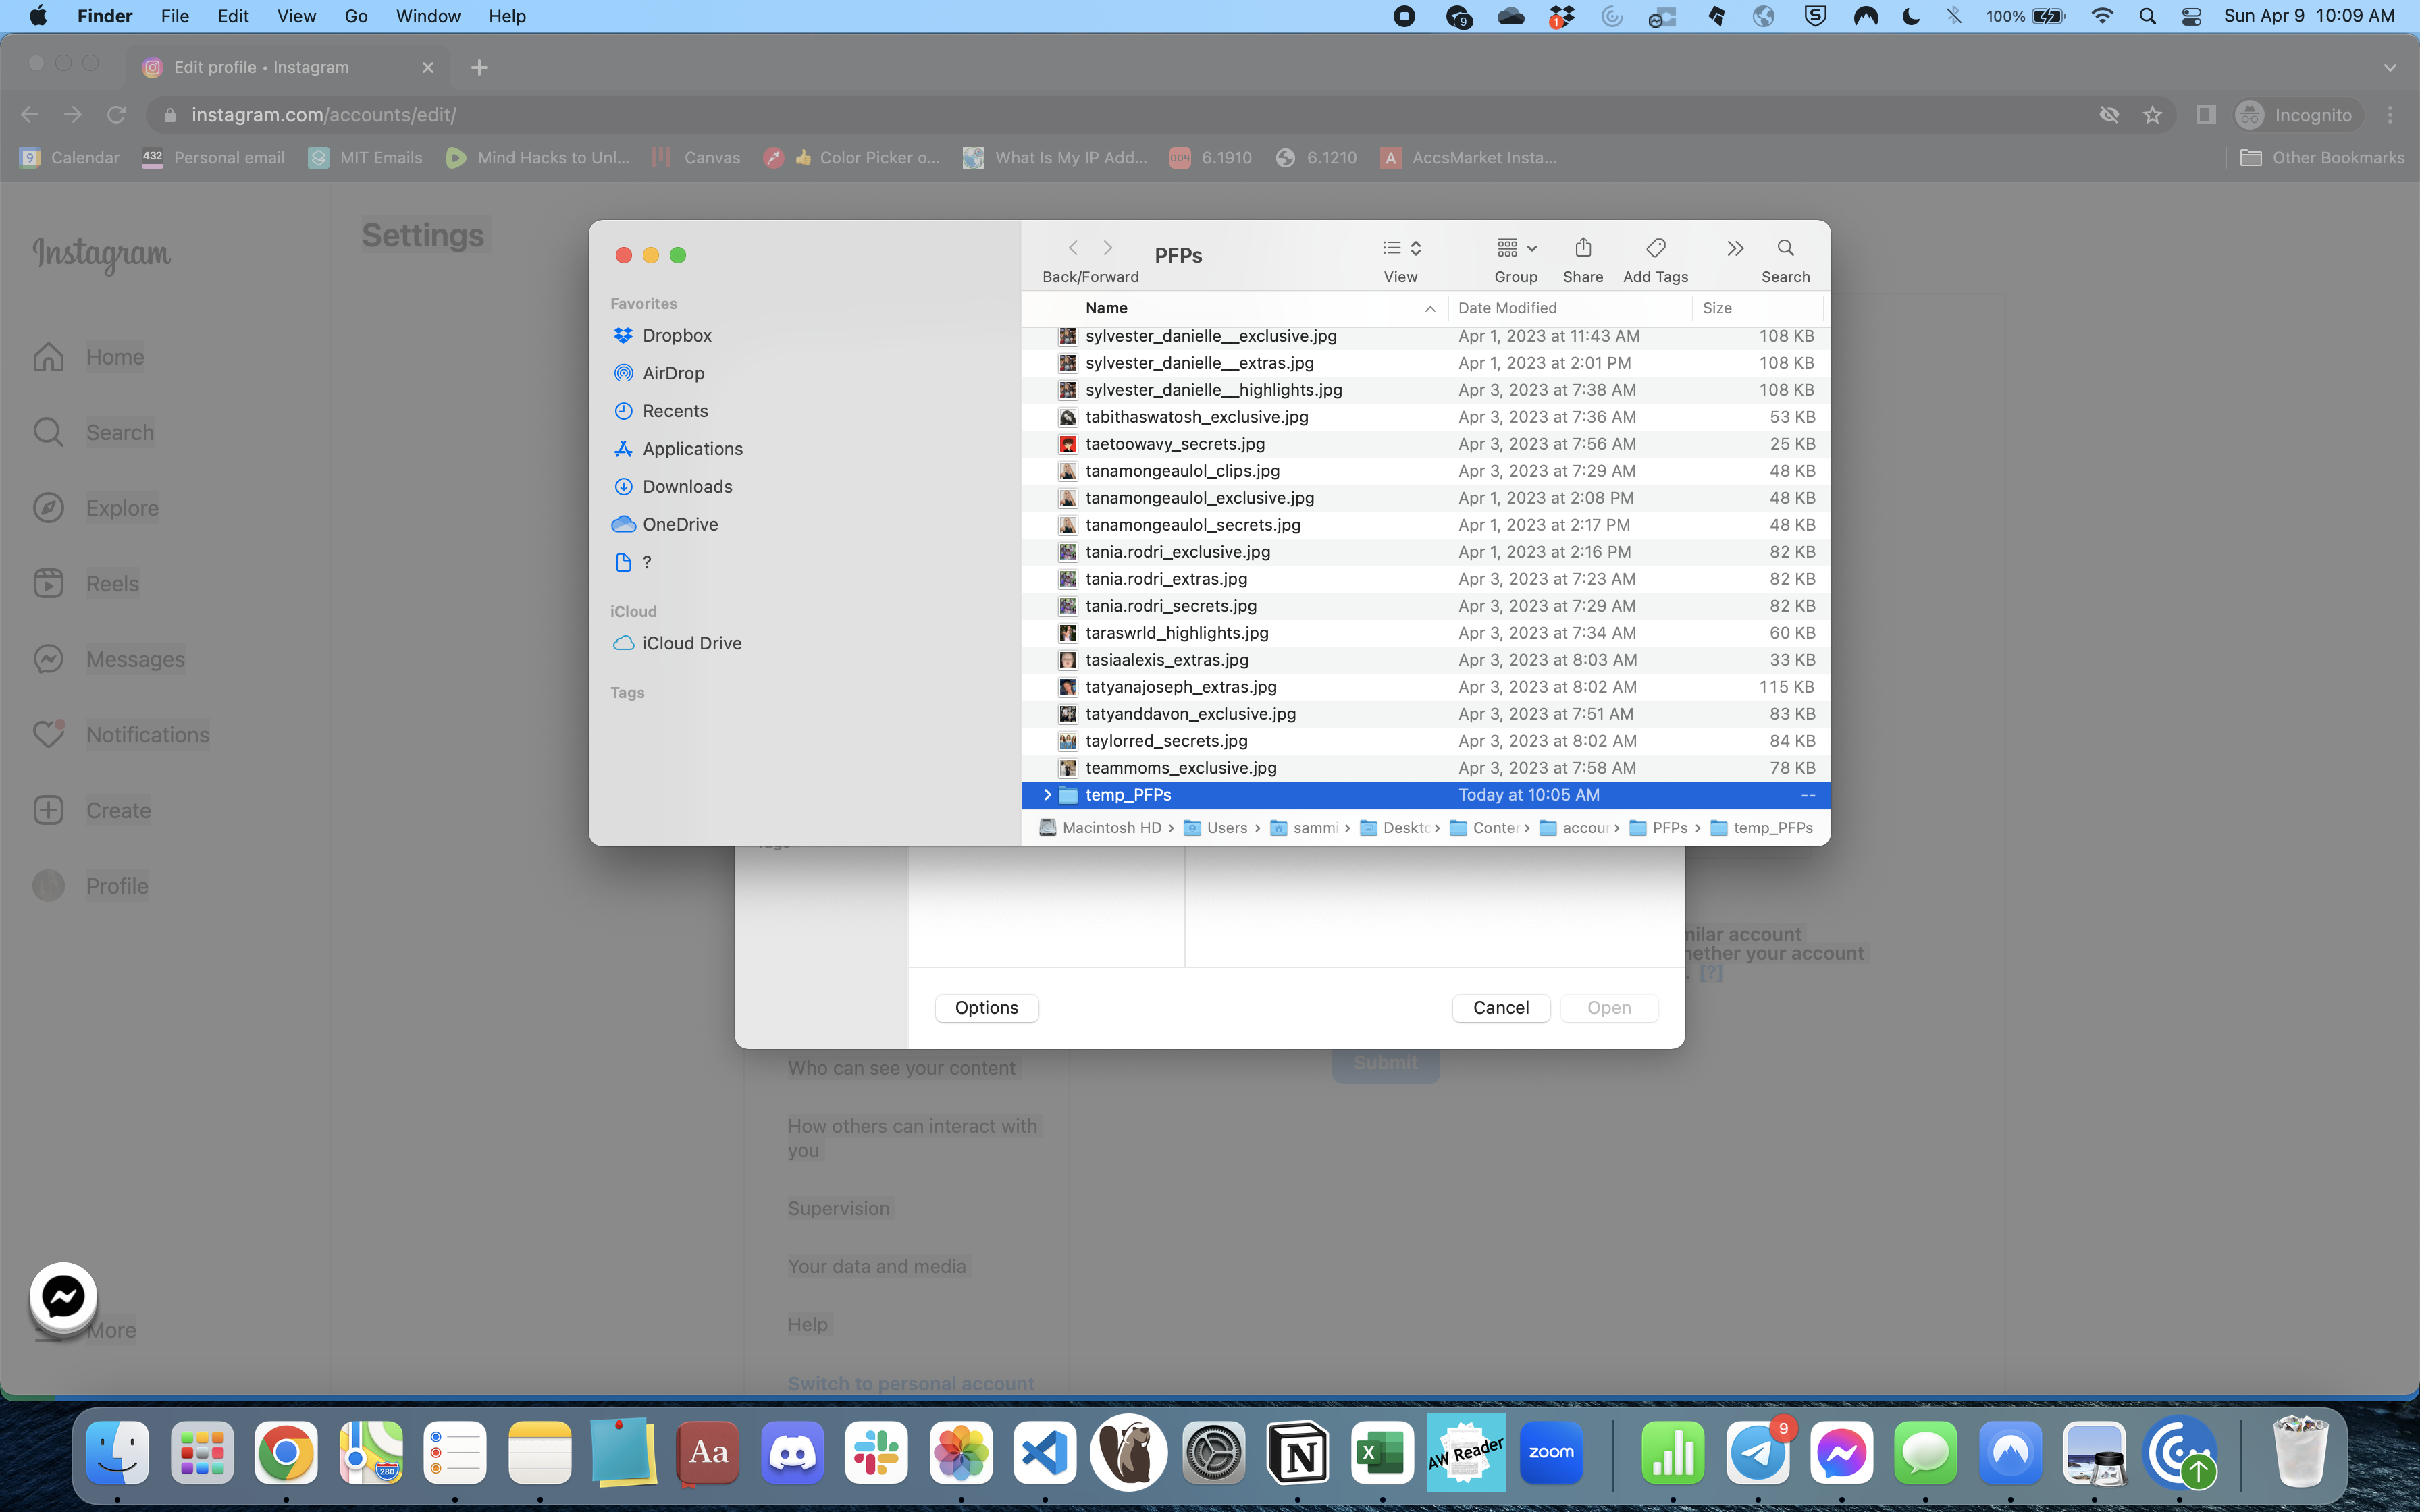 Finder File Edit View Go Window Help 9 1 100% Sun Apr 9 10:09 AM
Edit profile • Instagram
instagram.com/accounts/edit/ Incognito
9 Calendar 432 Personal email MIT Emails Mind Hacks to Unl... Canvas 👍 Color Picker o... What Is My IP Add... 004 6.1910 6.1210 A AccsMarket Insta... Other Bookmarks
Instagram
Home
Search
Explore
Reels
Messages
Notifications
Create
Profile
More
Settings
Favorites
Dropbox
AirDrop
Recents
Applications
Downloads
OneDrive
?
iCloud
iCloud Drive
Tags
PFPs
Back/Forward View Group Share Add Tags Search
Name Date Modified Size
sylvester_danielle__exclusive.jpg Apr 1, 2023 at 11:43 AM 108 KB
sylvester_danielle__extras.jpg Apr 1, 2023 at 2:01 PM 108 KB
sylvester_danielle__highlights.jpg Apr 3, 2023 at 7:38 AM 108 KB
tabithaswatosh_exclusive.jpg Apr 3, 2023 at 7:36 AM 53 KB
taetoowavy_secrets.jpg Apr 3, 2023 at 7:56 AM 25 KB
tanamongeaulol_clips.jpg Apr 3, 2023 at 7:29 AM 48 KB
tanamongeaulol_exclusive.jpg Apr 1, 2023 at 2:08 PM 48 KB
tanamongeaulol_secrets.jpg Apr 1, 2023 at 2:17 PM 48 KB
tania.rodri_exclusive.jpg Apr 1, 2023 at 2:16 PM 82 KB
tania.rodri_extras.jpg Apr 3, 2023 at 7:23 AM 82 KB
tania.rodri_secrets.jpg Apr 3, 2023 at 7:29 AM 82 KB
taraswrld_highlights.jpg Apr 3, 2023 at 7:34 AM 60 KB
tasiaalexis_extras.jpg Apr 3, 2023 at 8:03 AM 33 KB
tatyanajoseph_extras.jpg Apr 3, 2023 at 8:02 AM 115 KB
tatyanddavon_exclusive.jpg Apr 3, 2023 at 7:51 AM 83 KB
taylorred_secrets.jpg Apr 3, 2023 at 8:02 AM 84 KB
teammoms_exclusive.jpg Apr 3, 2023 at 7:58 AM 78 KB
temp_PFPs Today at 10:05 AM --
Macintosh HD › Users › sammi › Deskto › Conter › accour › PFPs › temp_PFPs
nilar account
nether your account
. [?]
Options Cancel Open
Submit
Who can see your content
How others can interact with
you
Supervision
Your data and media
Help
Switch to personal account
280 Aa N X AW Reader zoom 9